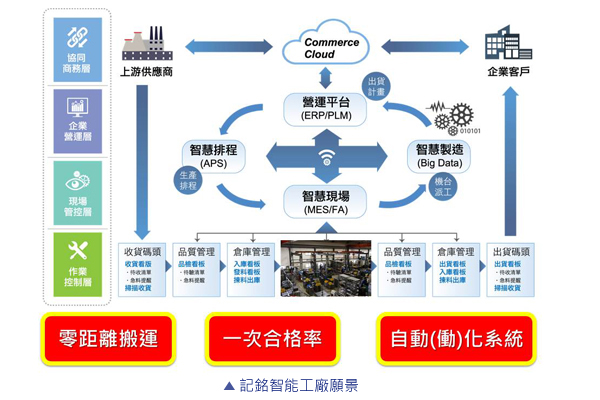 協同
商務層
企業
營運層
現場
管控層
作業
控制層
上游供應商
Commerce
Cloud
企業客戶
出貨
計畫
營運平台
(ERP/PLM)
010101
智慧排程
(APS)
智慧製造
(Big Data)
生產
排程
機台
派工
智慧現場
(MES/FA)
收貨碼頭
收貨看版
・待收清單
・急料提醒
掃描收貨
品質管理
品檢看板
・待驗清單
・急料提醒
倉庫管理
入庫看板
發料看板
揀料出庫
品質管理
品檢看板
・待驗清單
・急料提醒
倉庫管理
出貨看板
入庫看板
揀料出庫
出貨碼頭
出貨看板
・待收清單
・急料提醒
掃描收貨
零距離搬運
一次合格率
自動(働)化系統
▲ 記銘智能工廠願景